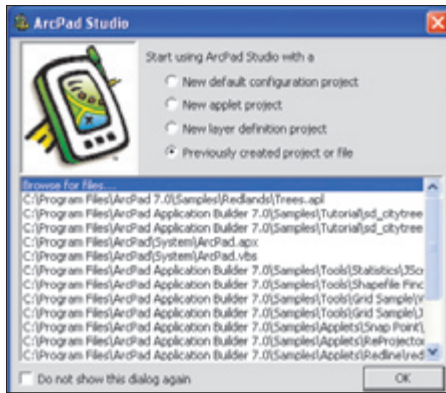 ArcPad Studio
Start using ArcPad Studio with a
New default configuration project
New applet project
New layer definition project
Previously created project or file
Browse for files...
C:\Program Files\ArcPad 7.0\Samples\Redlands\Trees.apl
C:\Program Files\ArcPad Application Builder 7.0\Samples\Tutorial\sd_citytree
C:\Program Files\ArcPad Application Builder 7.0\Samples\Tutorial\sd_citytree
C:\Program Files\ArcPad\System\ArcPad.apx
C:\Program Files\ArcPad\System\ArcPad.vbs
C:\Program Files\ArcPad Application Builder 7.0\Samples\Tools\Statistics\JScr
C:\Program Files\ArcPad Application Builder 7.0\Samples\Tools\Shapefile Finc
C:\Program Files\ArcPad Application Builder 7.0\Samples\Tools\Grid Sample\
C:\Program Files\ArcPad Application Builder 7.0\Samples\Tools\Grid Sample\J
C:\Program Files\ArcPad Application Builder 7.0\Samples\Applets\Snap Point\
C:\Program Files\ArcPad Application Builder 7.0\Samples\Applets\ReProjector
C:\Program Files\ArcPad Application Builder 7.0\Samples\Applets\Redline\red
Do not show this dialog again
OK